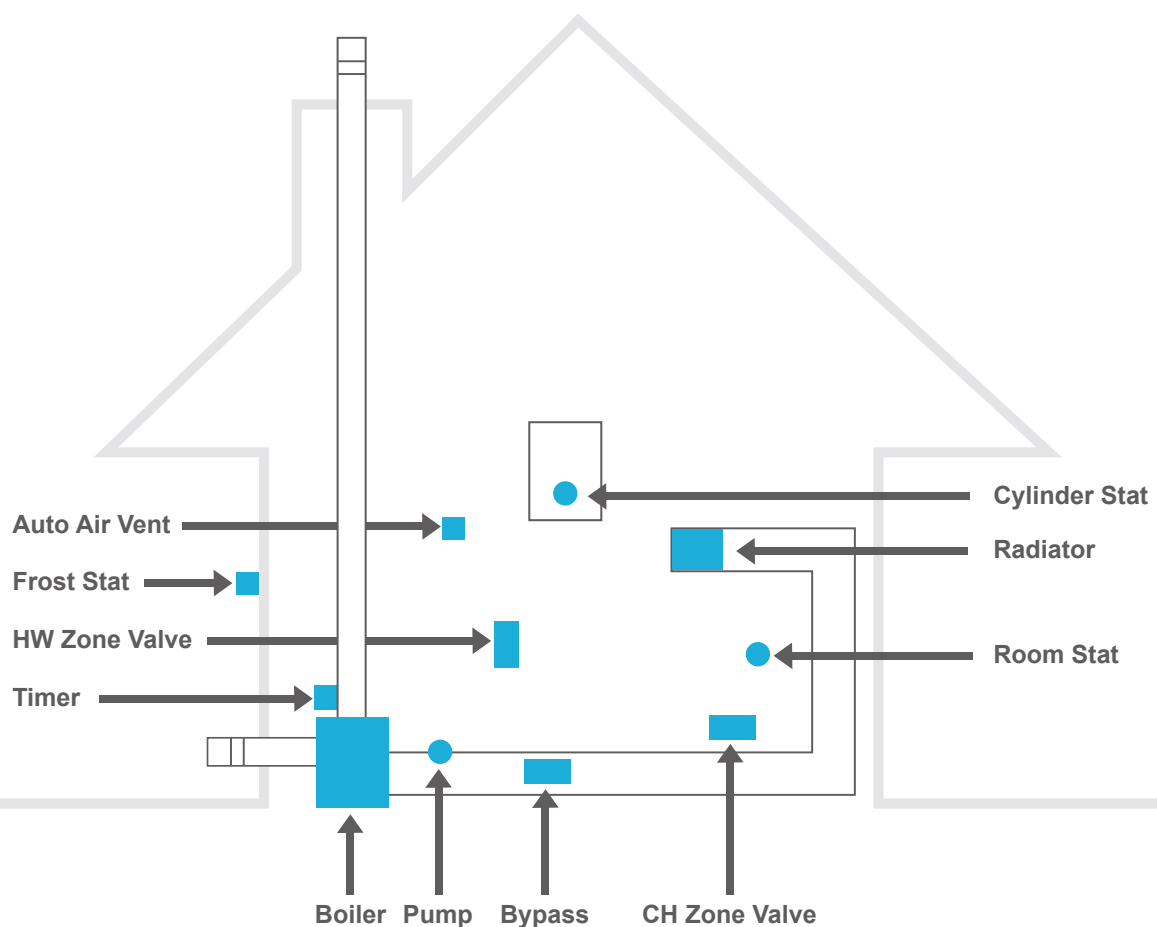 Auto Air Vent
Frost Stat
HW Zone Valve
Timer
Cylinder Stat
Radiator
Room Stat
Boiler Pump Bypass CH Zone Valve